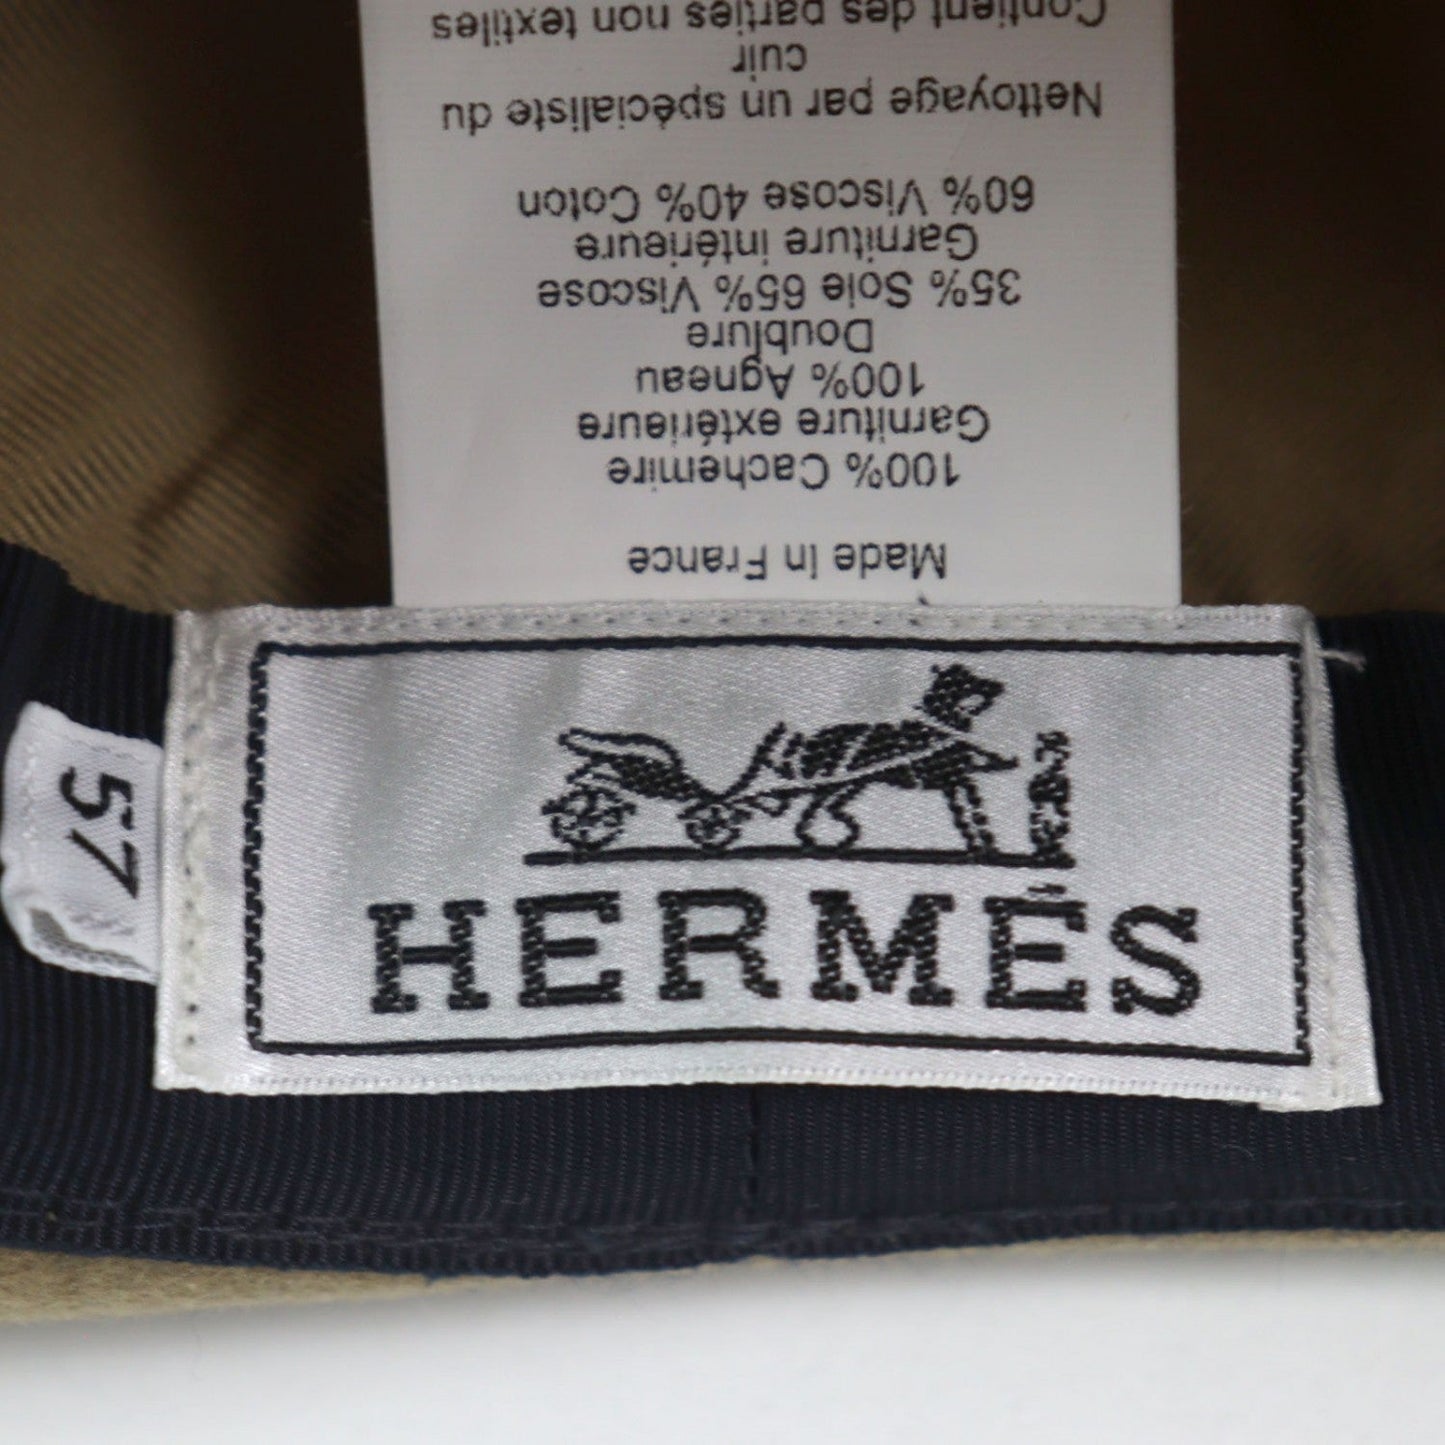 Made in France
100% Cachemire
Garniture extérieure
100% Agneau
Doublure
35% Soie 65% Viscose
Garniture intérieure
60% Viscose 40% Coton
Nettoyage par un spécialiste du
cuir
Contient des parties non textiles
57
HERMÈS